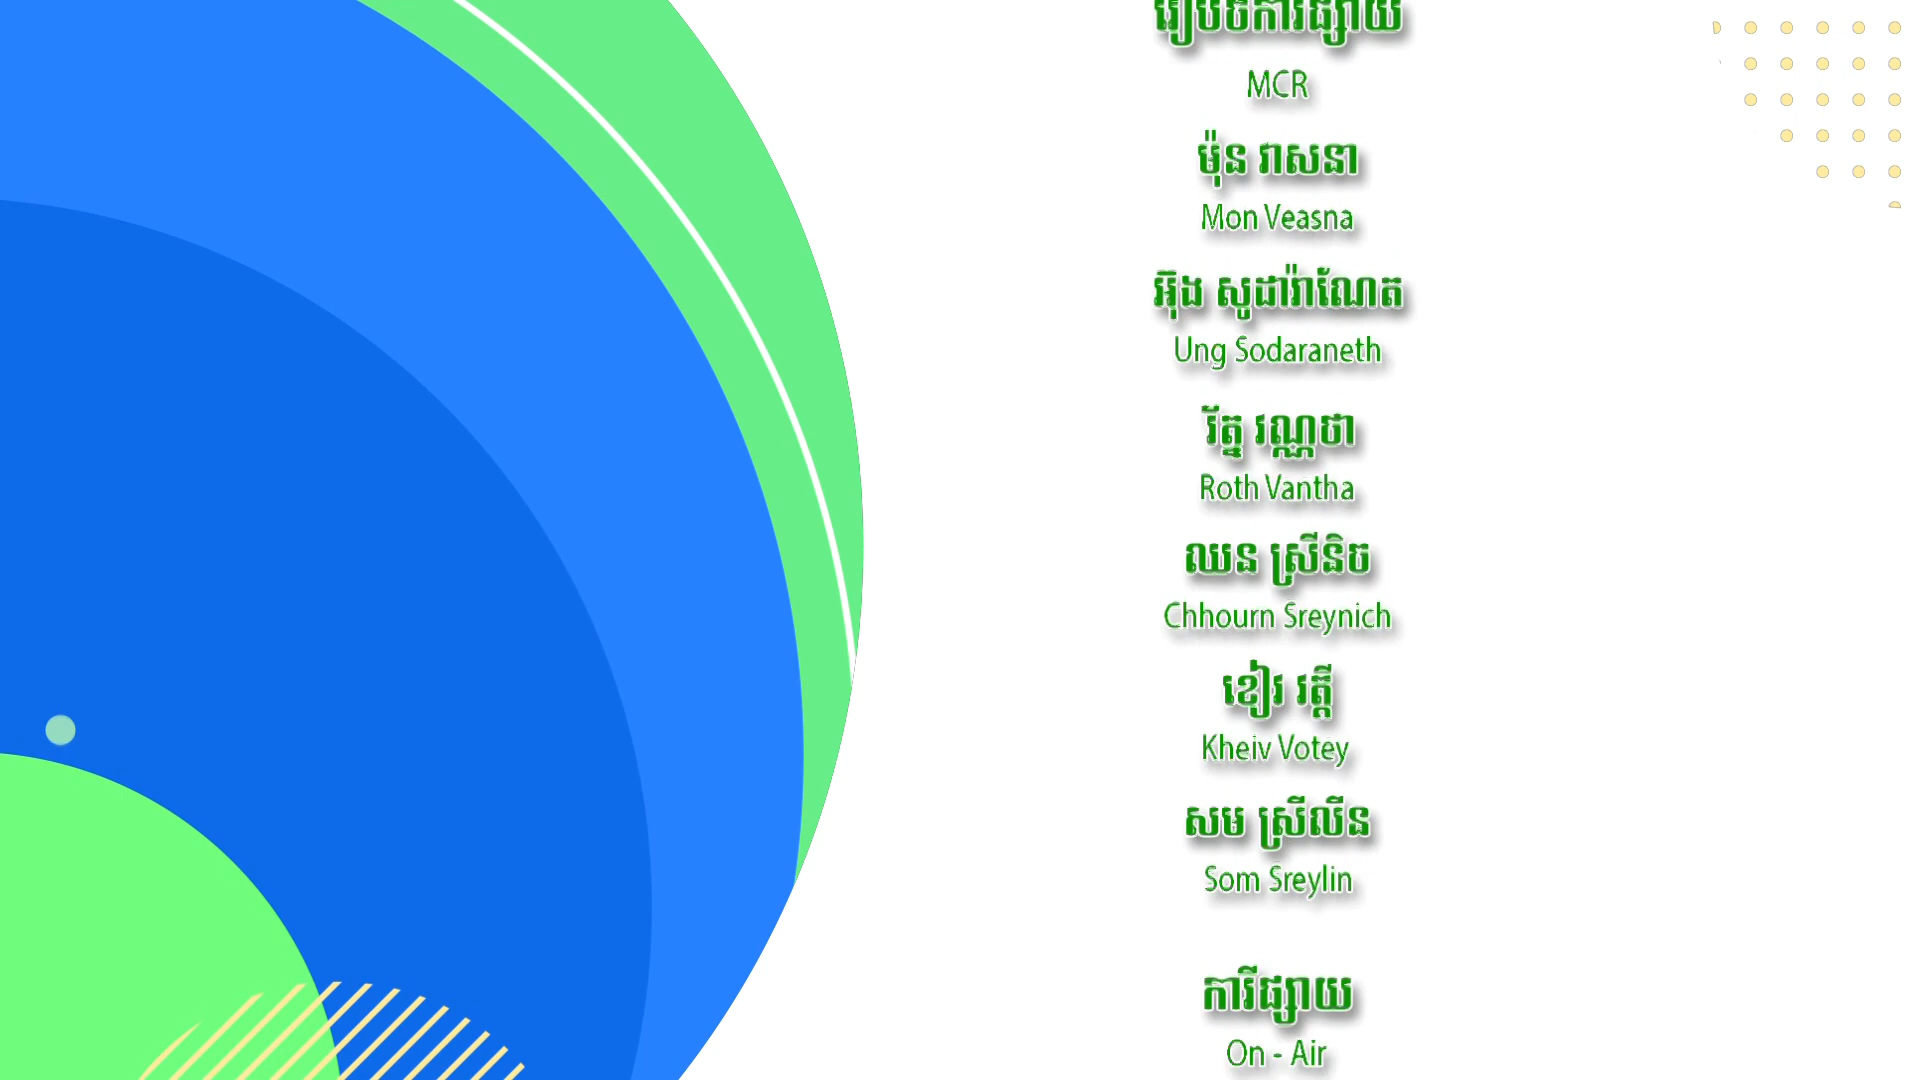 រៀបចំការផ្សាយ
MCR
ម៉ុន វាសនា
Mon Veasna
អ៊ុង សូដារ៉ាណែត
Ung Sodaraneth
រ័ត្ន វណ្ណថា
Roth Vantha
ឈន ស្រីនិច
Chhourn Sreynich
ខៀវ វត្តី
Kheiv Votey
សម ស្រីលីន
Som Sreylin
ការីផ្សាយ
On - Air